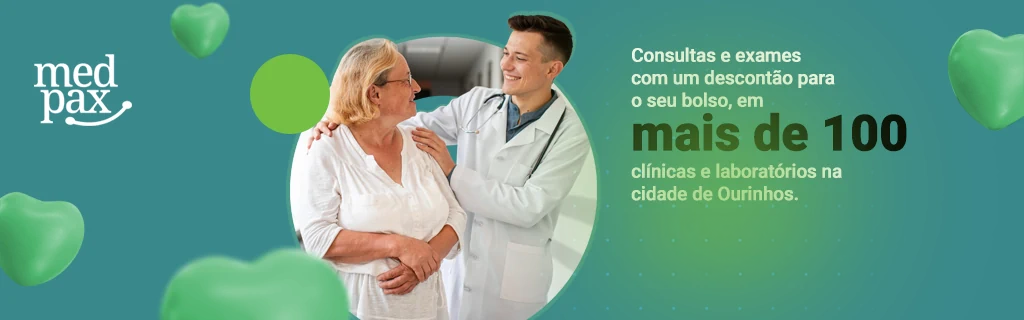 med
pax
Consultas e exames
com um descontão para
o seu bolso, em
mais de 100
clínicas e laboratórios na
cidade de Ourinhos.